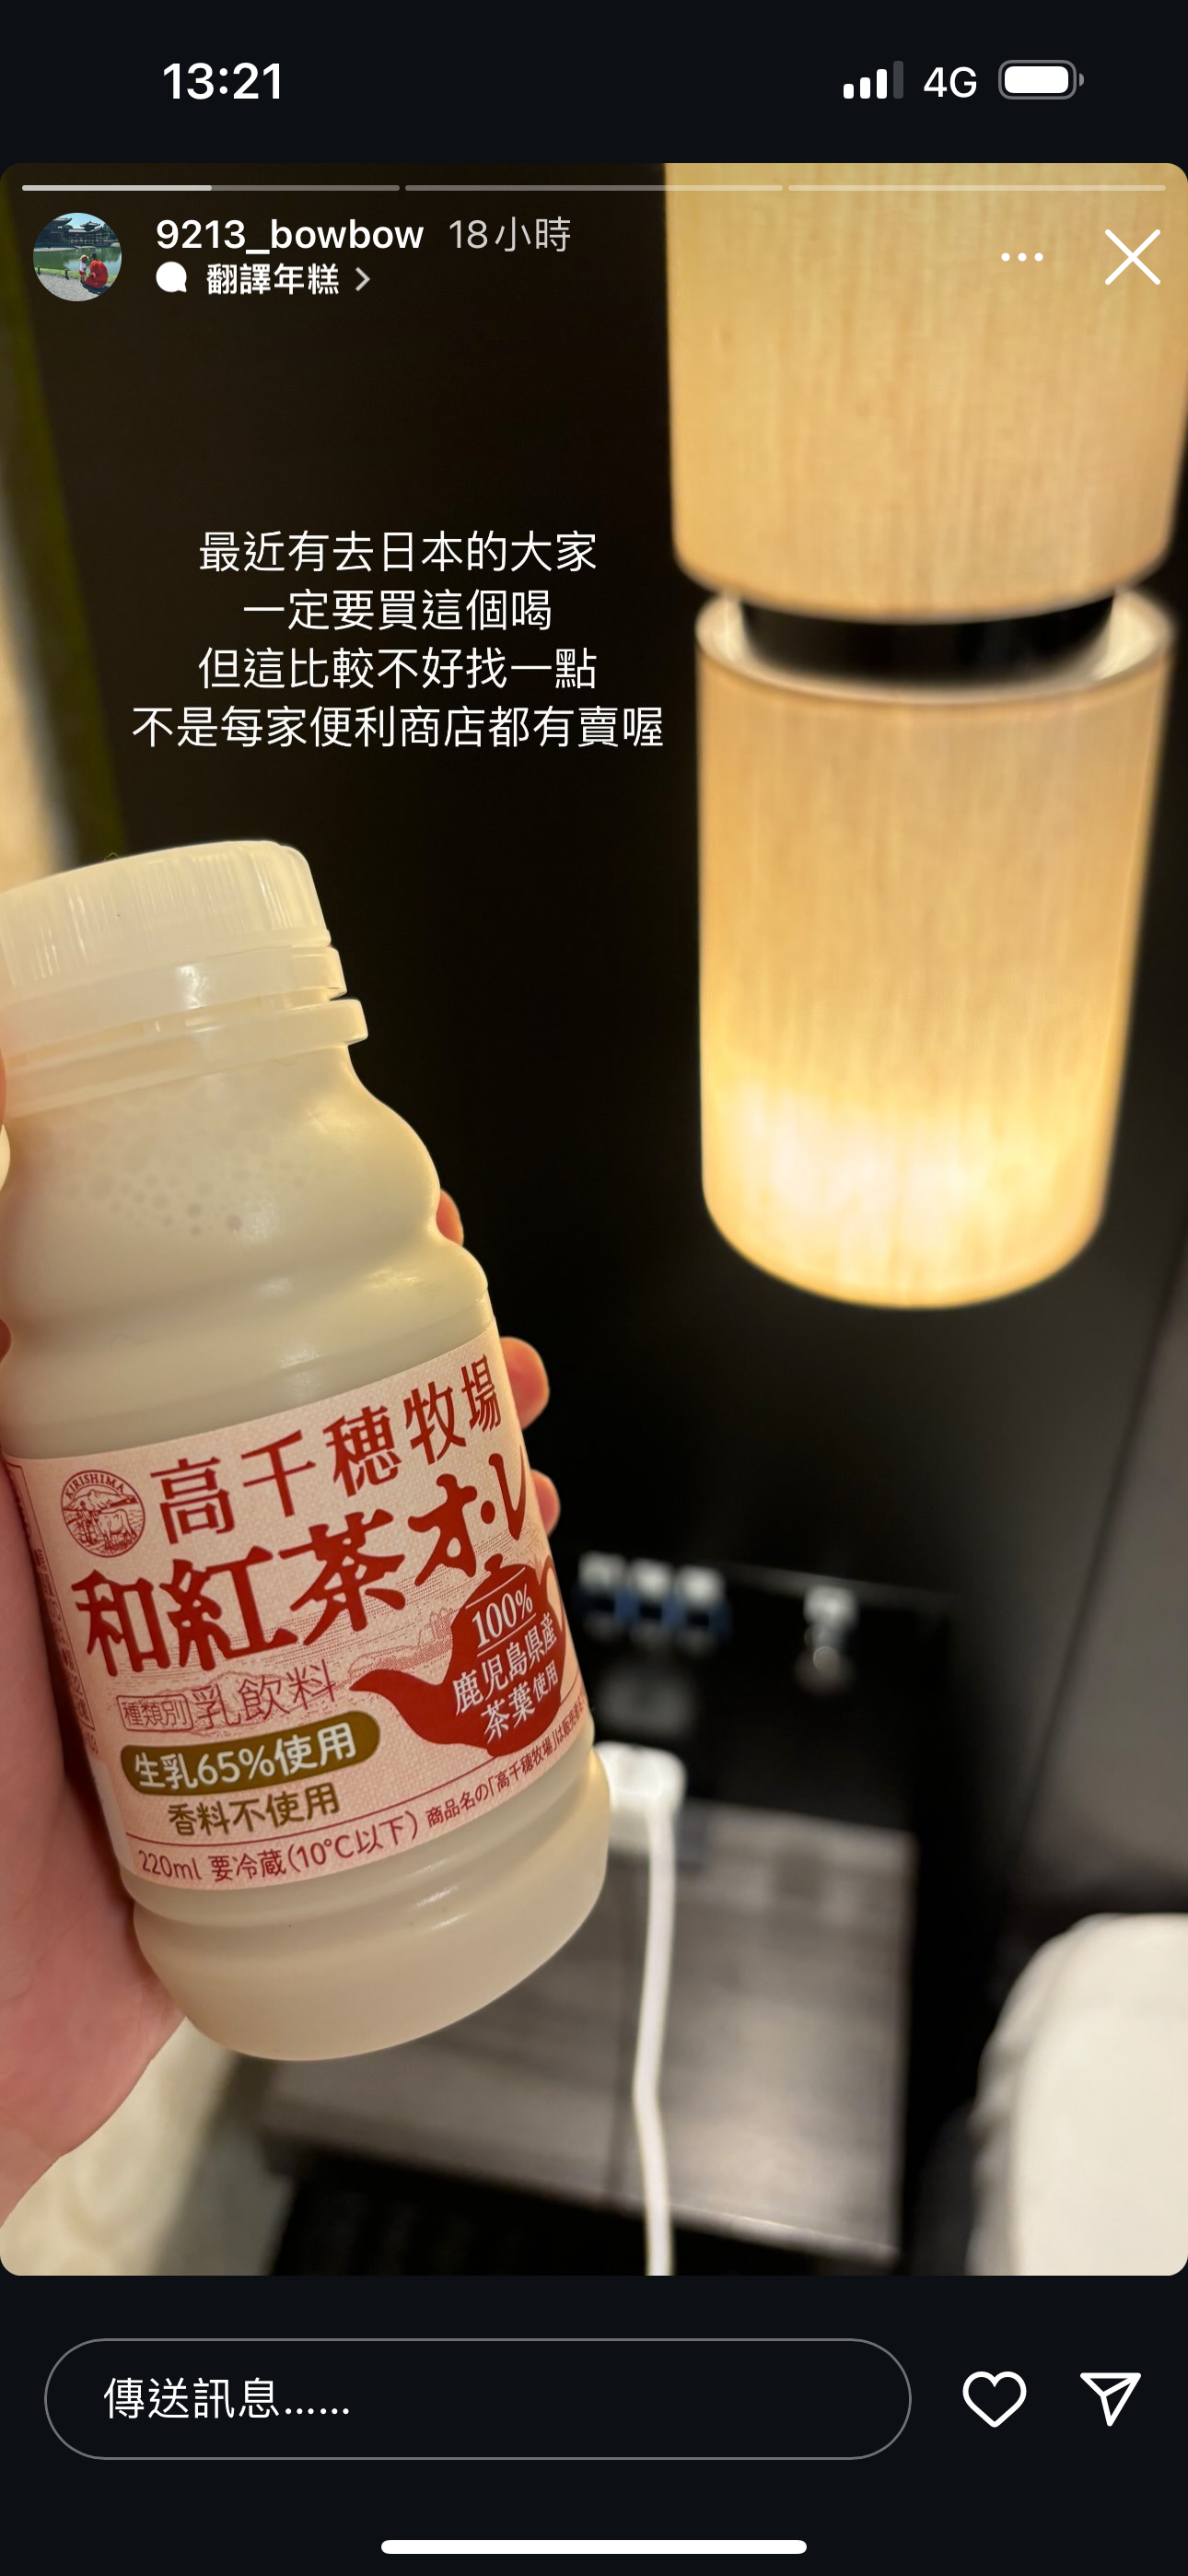 13:21
4G
9213_bowbow 18小時
翻譯年糕
最近有去日本的大家
一定要買這個喝
但這比較不好找一點
不是每家便利商店都有賣喔
KIRISHIMA
高千穂牧場
和紅茶オ・レ
100%
鹿児島県産
茶葉使用
種類別 乳飲料
生乳65%使用
香料不使用
商品名の「高千穂牧場」は
220ml 要冷蔵(10℃以下)
傳送訊息......